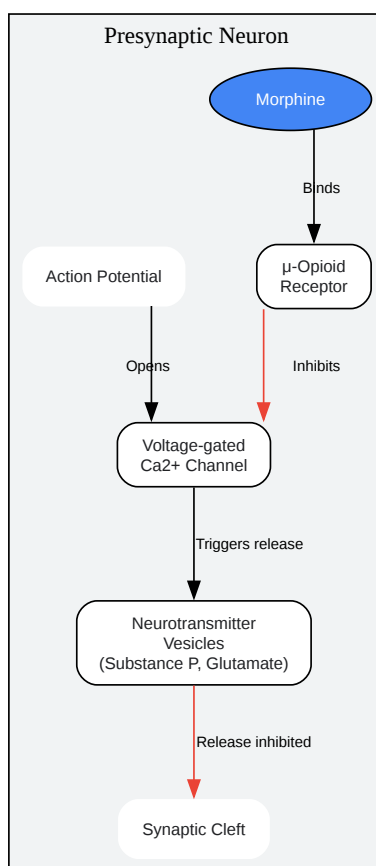 Presynaptic Neuron
Morphine
Binds
μ-Opioid
Receptor
Action Potential
Opens
Inhibits
Voltage-gated
Ca2+ Channel
Triggers release
Neurotransmitter
Vesicles
(Substance P, Glutamate)
Release inhibited
Synaptic Cleft